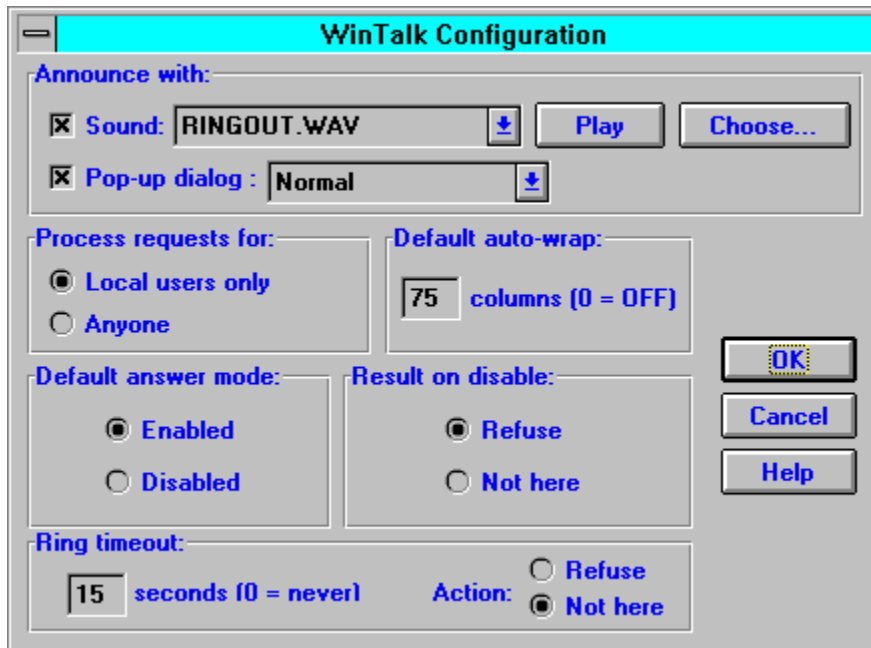 WinTalk Configuration
Announce with:
Sound: RINGOUT.WAV Play Choose...
Pop-up dialog : Normal
Process requests for:
Local users only
Anyone
Default auto-wrap:
75 columns (0 = OFF)
Default answer mode:
Enabled
Disabled
Result on disable:
Refuse
Not here
OK
Cancel
Help
Ring timeout:
15 seconds (0 = never)
Action:
Refuse
Not here